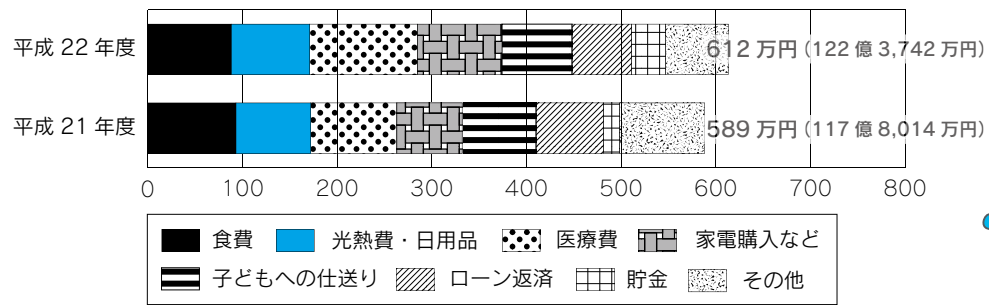 平成 22 年度
612 万円 (122 億 3,742 万円)
平成 21 年度
589 万円 (117 億 8,014 万円)
0 100 200 300 400 500 600 700 800
食費 光熱費・日用品 医療費 家電購入など
子どもへの仕送り ローン返済 貯金 その他